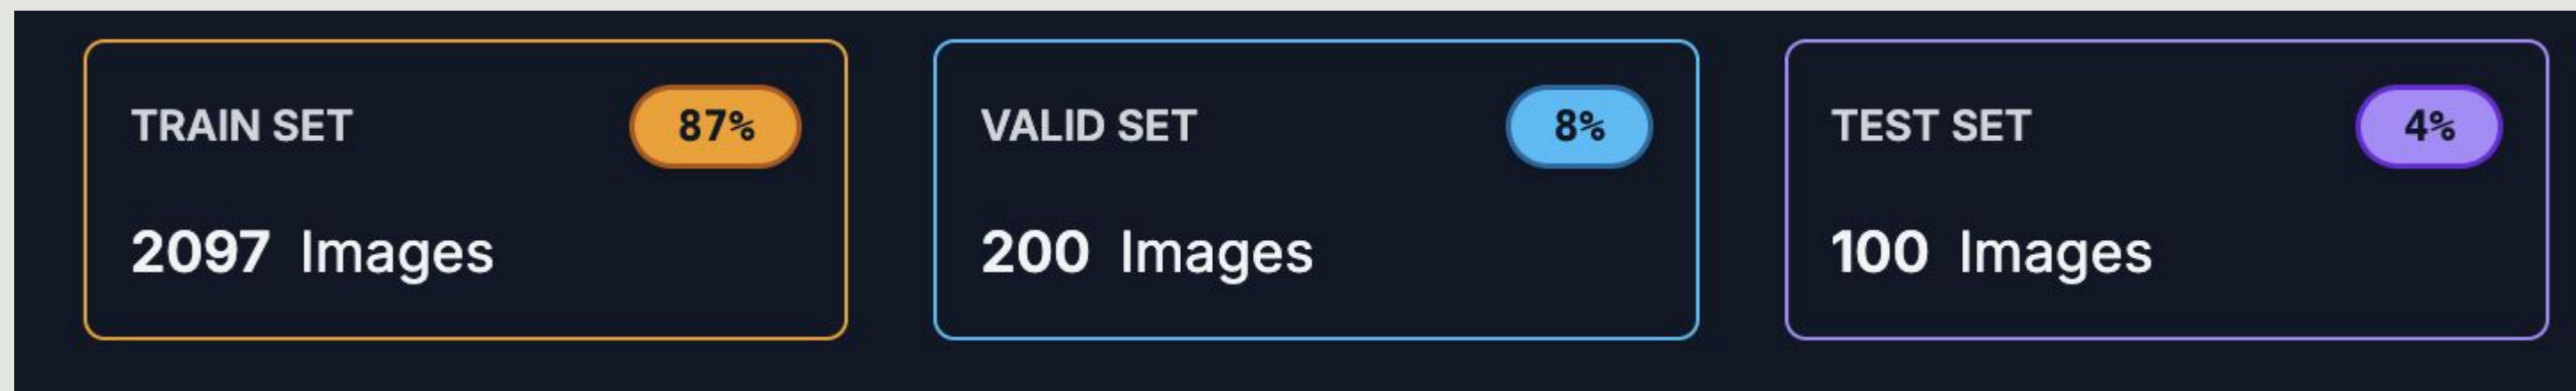 TRAIN SET 87%
2097 Images
VALID SET 8%
200 Images
TEST SET 4%
100 Images